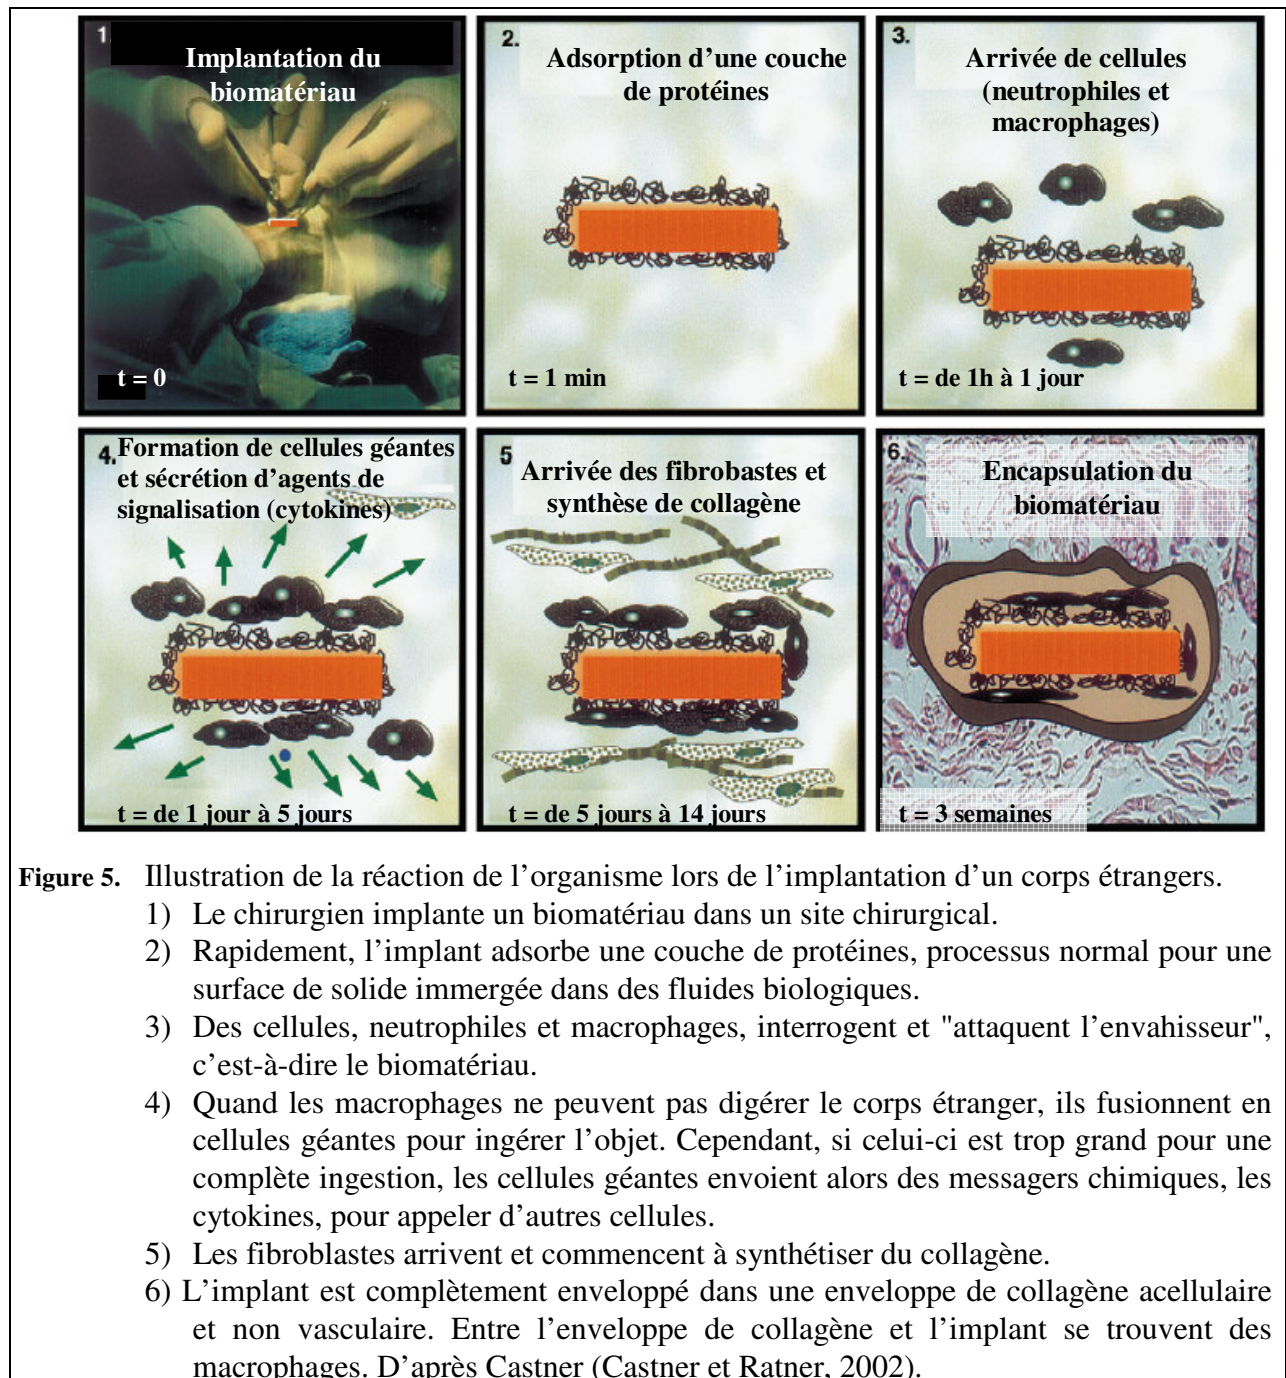 1.
Implantation du
biomatériau
t = 0
2.
Adsorption d’une couche
de protéines
t = 1 min
3.
Arrivée de cellules
(neutrophiles et
macrophages)
t = de 1h à 1 jour
4. Formation de cellules géantes
et sécrétion d’agents de
signalisation (cytokines)
t = de 1 jour à 5 jours
5
Arrivée des fibrobastes et
synthèse de collagène
t = de 5 jours à 14 jours
6.
Encapsulation du
biomatériau
t = 3 semaines
Figure 5. Illustration de la réaction de l’organisme lors de l’implantation d’un corps étrangers.
1) Le chirurgien implante un biomatériau dans un site chirurgical.
2) Rapidement, l’implant adsorbe une couche de protéines, processus normal pour une
surface de solide immergée dans des fluides biologiques.
3) Des cellules, neutrophiles et macrophages, interrogent et "attaquent l’envahisseur",
c’est-à-dire le biomatériau.
4) Quand les macrophages ne peuvent pas digérer le corps étranger, ils fusionnent en
cellules géantes pour ingérer l’objet. Cependant, si celui-ci est trop grand pour une
complète ingestion, les cellules géantes envoient alors des messagers chimiques, les
cytokines, pour appeler d’autres cellules.
5) Les fibroblastes arrivent et commencent à synthétiser du collagène.
6) L’implant est complètement enveloppé dans une enveloppe de collagène acellulaire
et non vasculaire. Entre l’enveloppe de collagène et l’implant se trouvent des
macrophages. D’après Castner (Castner et Ratner, 2002).